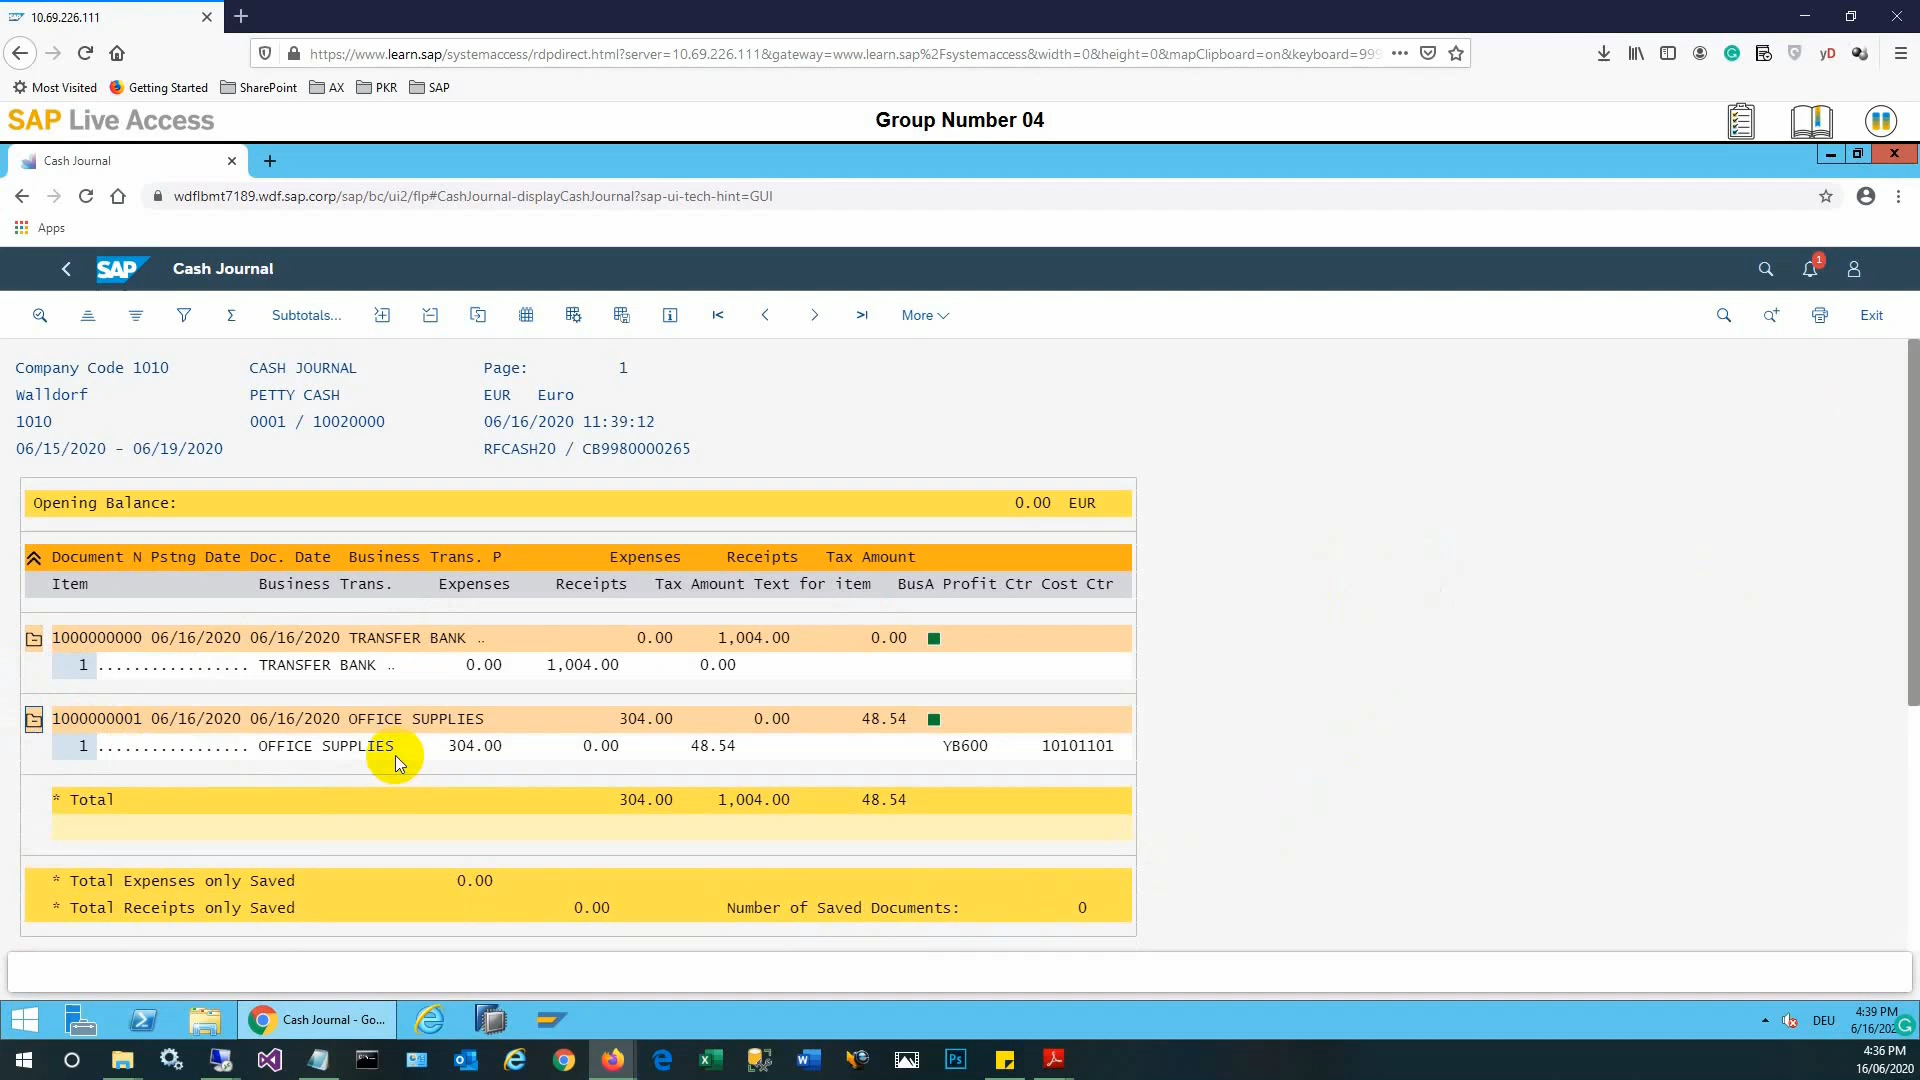 10.69.226.111
https://www.learn.sap/systemaccess/rdpdirect.html?server=10.69.226.111&gateway=www.learn.sap%2Fsystemaccess&width=0&height=0&mapClipboard=on&keyboard=999
Most Visited Getting Started SharePoint AX PKR SAP
SAP Live Access Group Number 04
Cash Journal
wdflbmt7189.wdf.sap.corp/sap/bc/ui2/flp#CashJournal-displayCashJournal?sap-ui-tech-hint=GUI
Apps
SAP Cash Journal 1
Subtotals... More Exit
Company Code 1010 CASH JOURNAL Page: 1
Walldorf PETTY CASH EUR Euro
1010 0001 / 10020000 06/16/2020 11:39:12
06/15/2020 - 06/19/2020 RFCASH20 / CB9980000265
Opening Balance: 0.00 EUR
Document N Pstng Date Doc. Date Business Trans. P Expenses Receipts Tax Amount
Item Business Trans. Expenses Receipts Tax Amount Text for item BusA Profit Ctr Cost Ctr
1000000000 06/16/2020 06/16/2020 TRANSFER BANK .. 0.00 1,004.00 0.00
1 ................. TRANSFER BANK .. 0.00 1,004.00 0.00
1000000001 06/16/2020 06/16/2020 OFFICE SUPPLIES 304.00 0.00 48.54
1 ................. OFFICE SUPPLIES 304.00 0.00 48.54 YB600 10101101
* Total 304.00 1,004.00 48.54
* Total Expenses only Saved 0.00
* Total Receipts only Saved 0.00 Number of Saved Documents: 0
Cash Journal - Go... DEU 4:39 PM
6/16/202
4:36 PM
16/06/2020